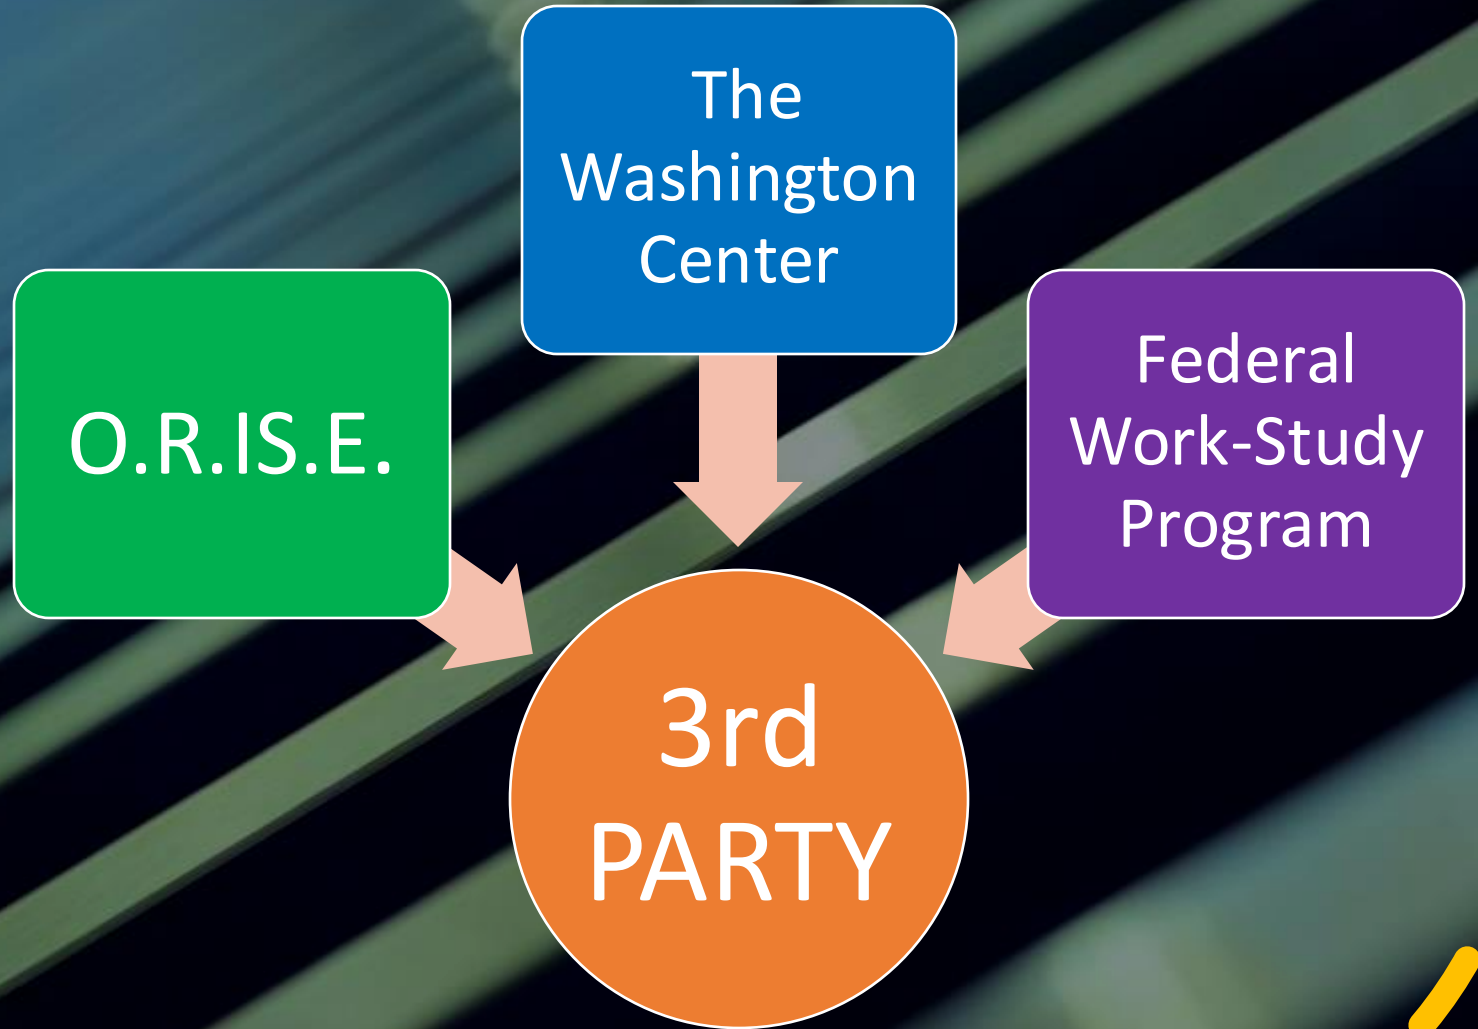 The
Washington
Center
O.R.IS.E.
Federal
Work-Study
Program
3rd
PARTY